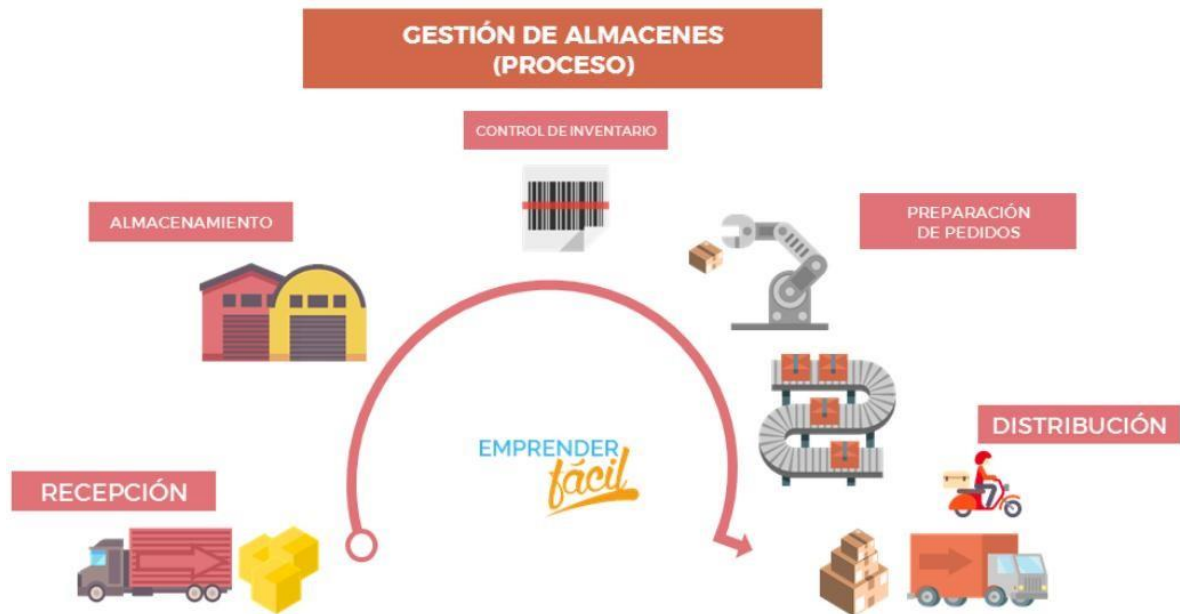 GESTIÓN DE ALMACENES
(PROCESO)
CONTROL DE INVENTARIO
ALMACENAMIENTO
PREPARACIÓN
DE PEDIDOS
DISTRIBUCIÓN
RECEPCIÓN
EMPRENDER
fácil